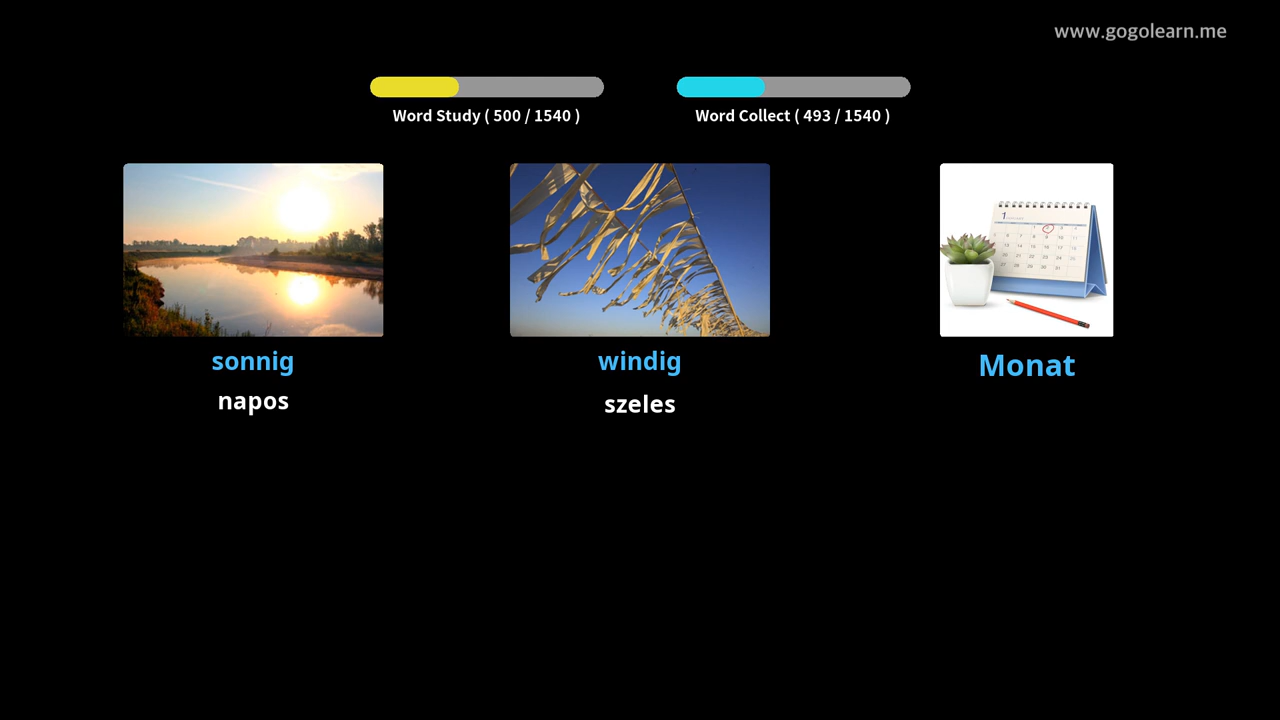 www.gogolearn.me
Word Study ( 500 / 1540 )
Word Collect ( 493 / 1540 )
sonnig
napos
windig
szeles
Monat